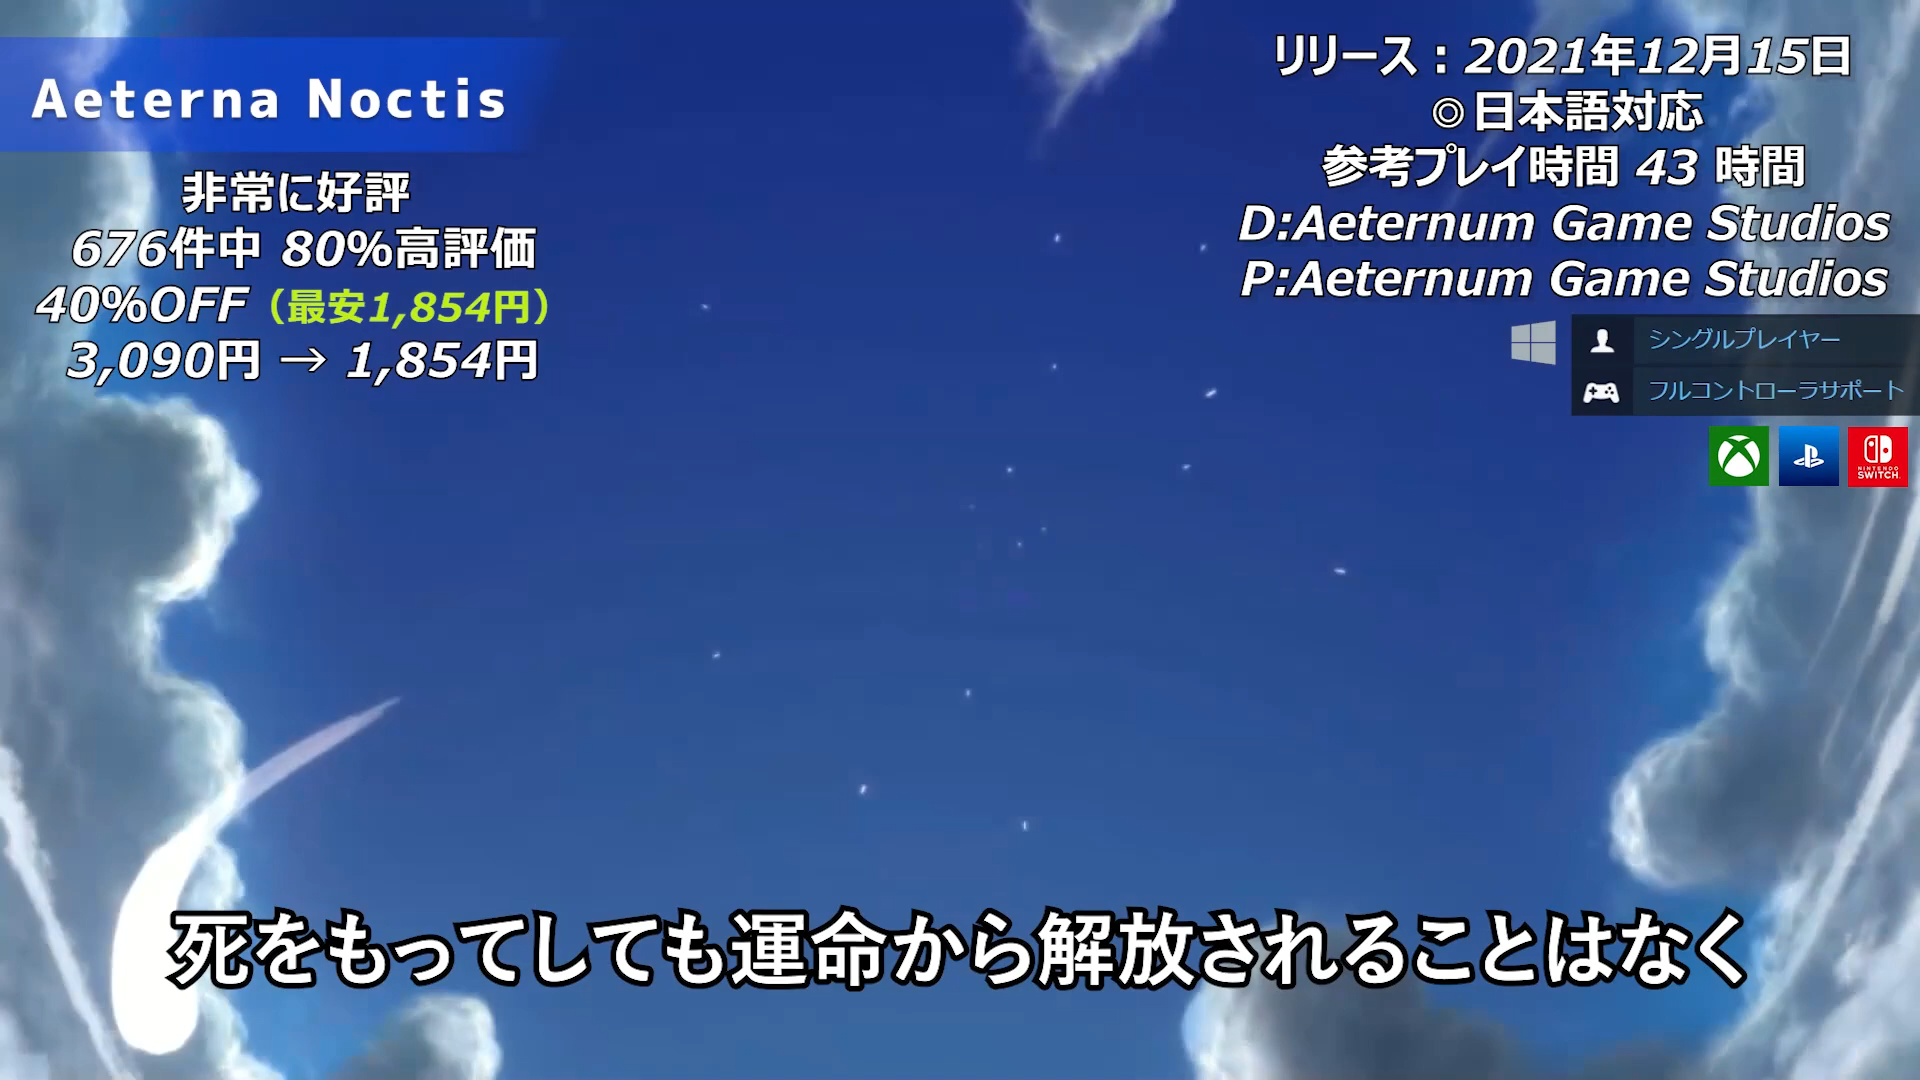 Aeterna Noctis
非常に好評
676件中 80%高評価
40%OFF（最安1,854円）
3,090円 → 1,854円
リリース：2021年12月15日
◎日本語対応
参考プレイ時間 43 時間
D:Aeternum Game Studios
P:Aeternum Game Studios
シングルプレイヤー
フルコントローラサポート
NINTENDO
SWITCH
死をもってしても運命から解放されることはなく